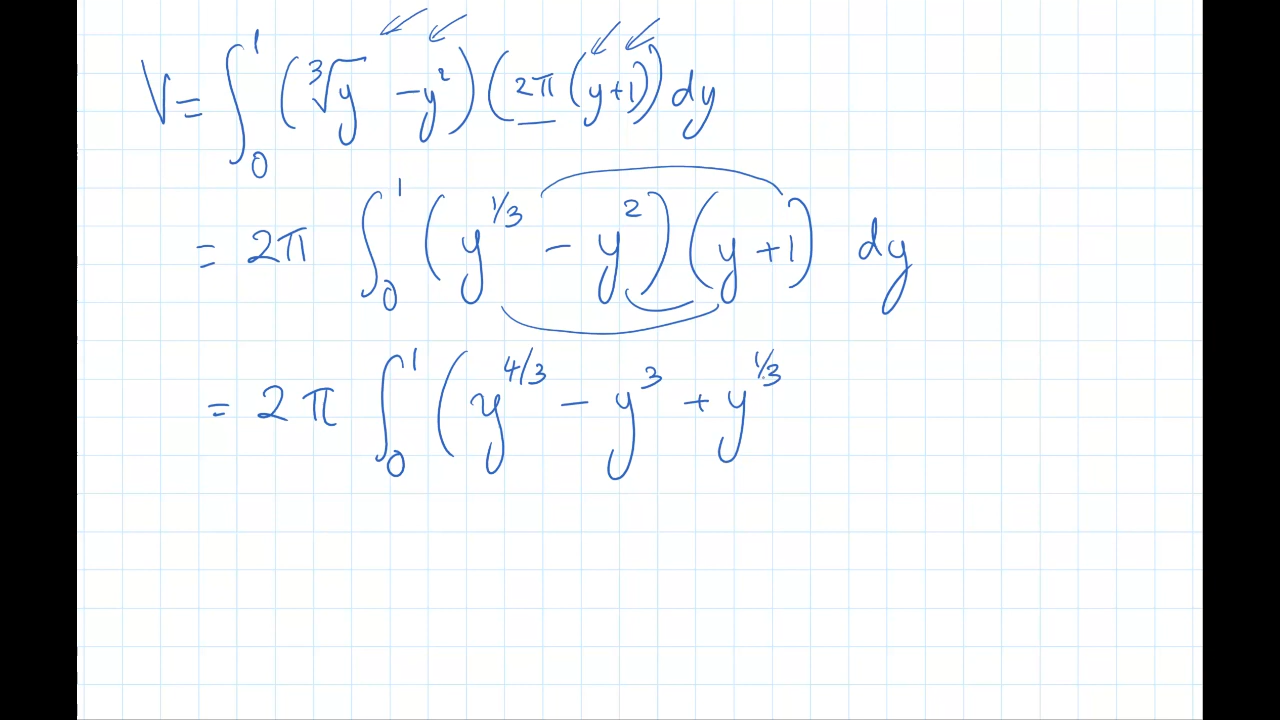 V = ∫₀¹ (∛y − y²)(2π(y+1)) dy
= 2π ∫₀¹ (y^{1/3} − y²)(y+1) dy
= 2π ∫₀¹ (y^{4/3} − y³ + y^{1/3}